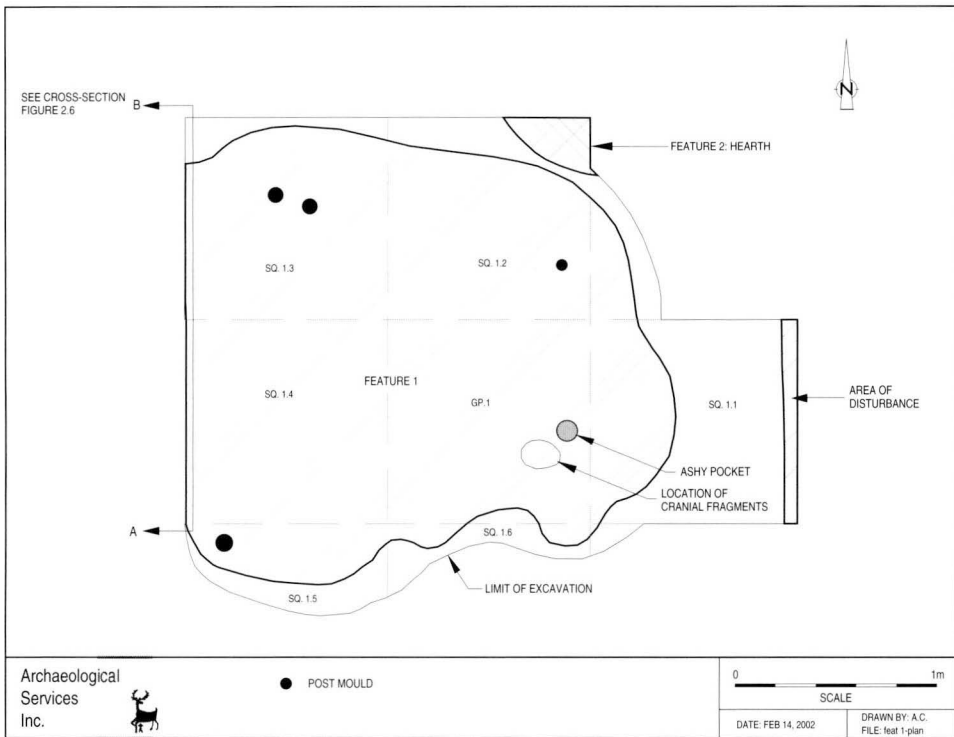 SEE CROSS-SECTION
FIGURE 2.6
B
N
FEATURE 2: HEARTH
SQ. 1.3
SQ. 1.2
SQ. 1.4
FEATURE 1
GP.1
SQ. 1.1
AREA OF
DISTURBANCE
ASHY POCKET
LOCATION OF
CRANIAL FRAGMENTS
A
SQ. 1.6
LIMIT OF EXCAVATION
SQ. 1.5
Archaeological
Services
Inc.
POST MOULD
0 1m
SCALE
DATE: FEB 14, 2002
DRAWN BY: A.C.
FILE: feat 1-plan